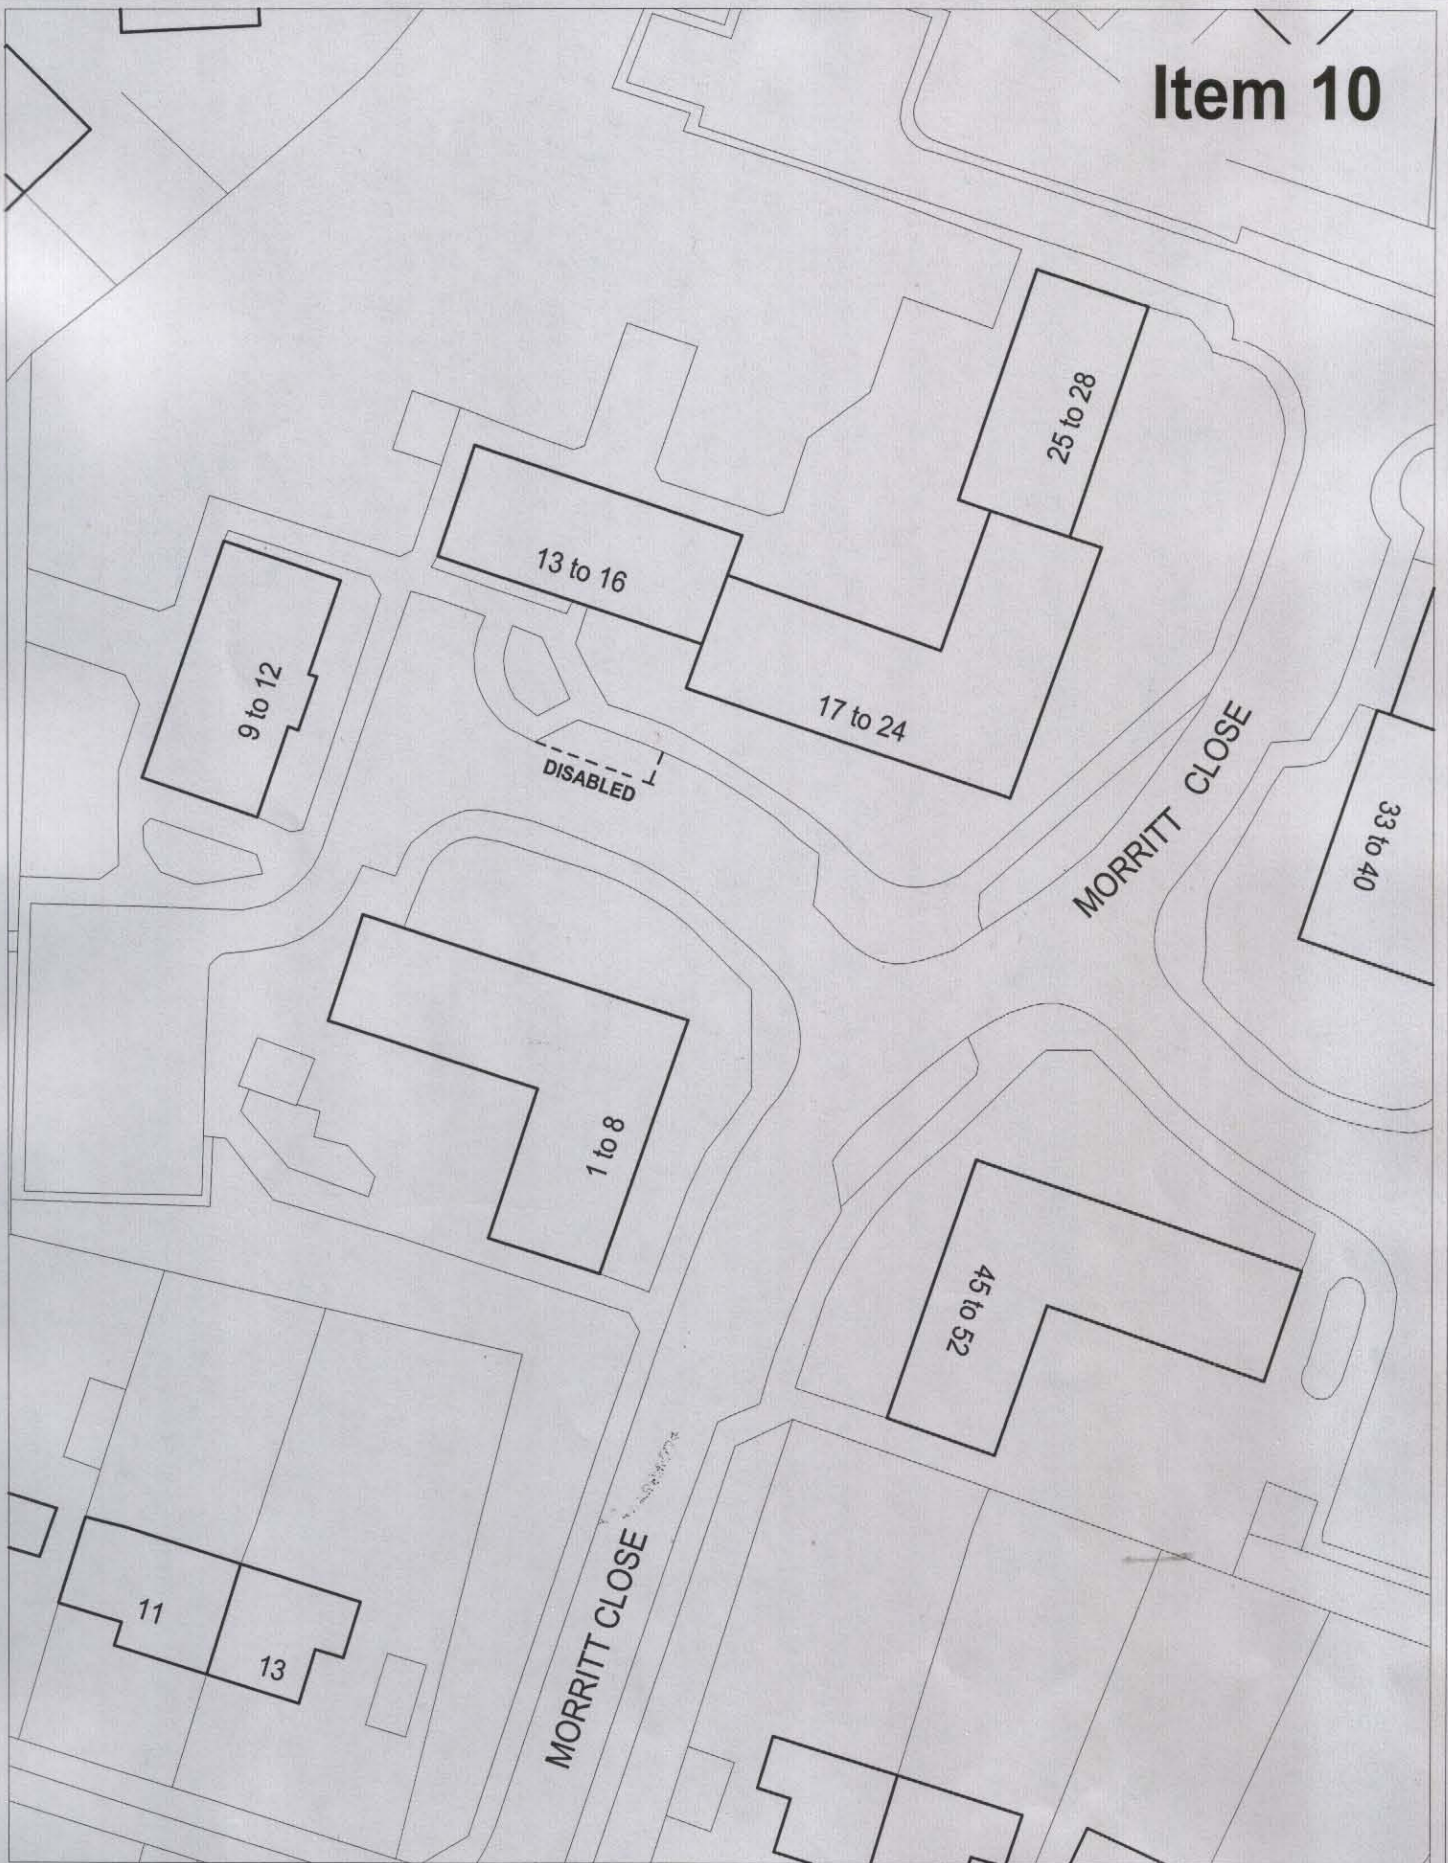 Item 10
25 to 28
13 to 16
9 to 12
17 to 24
DISABLED
MORRITT CLOSE
33 to 40
1 to 8
45 to 52
MORRITT CLOSE
11
13